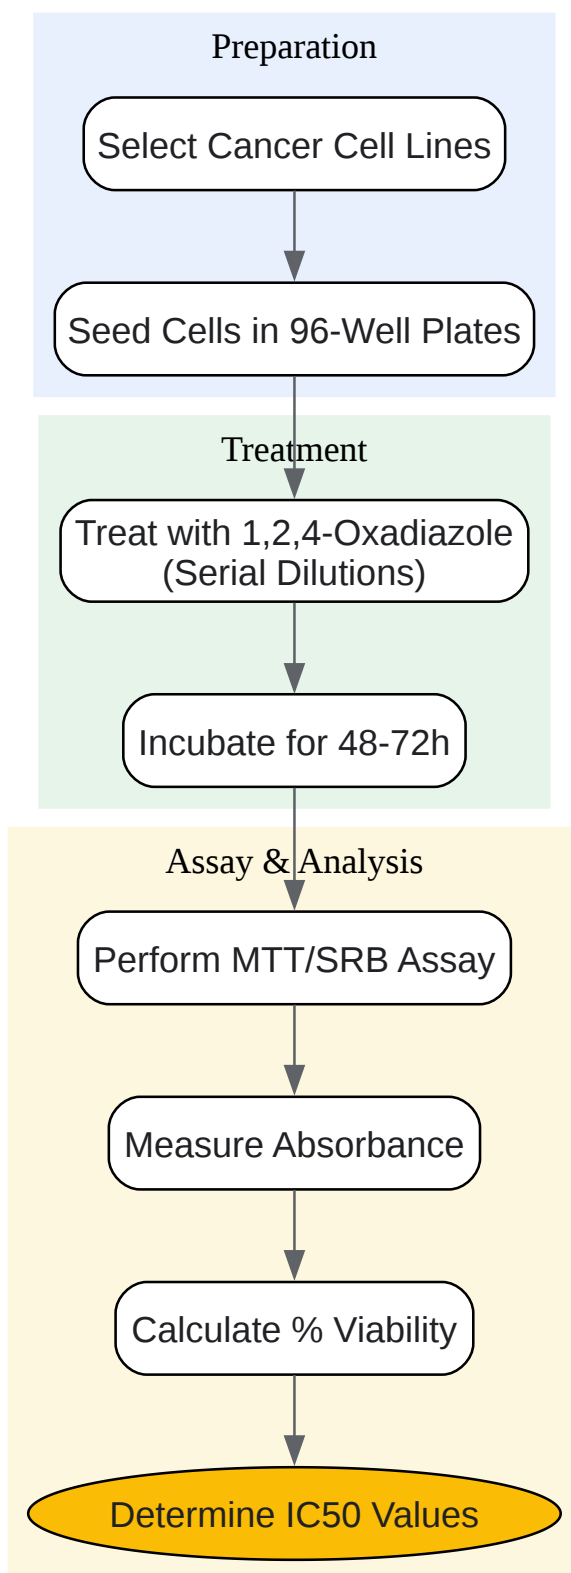 Preparation
Select Cancer Cell Lines
Seed Cells in 96-Well Plates
Treatment
Treat with 1,2,4-Oxadiazole
(Serial Dilutions)
Incubate for 48-72h
Assay & Analysis
Perform MTT/SRB Assay
Measure Absorbance
Calculate % Viability
Determine IC50 Values